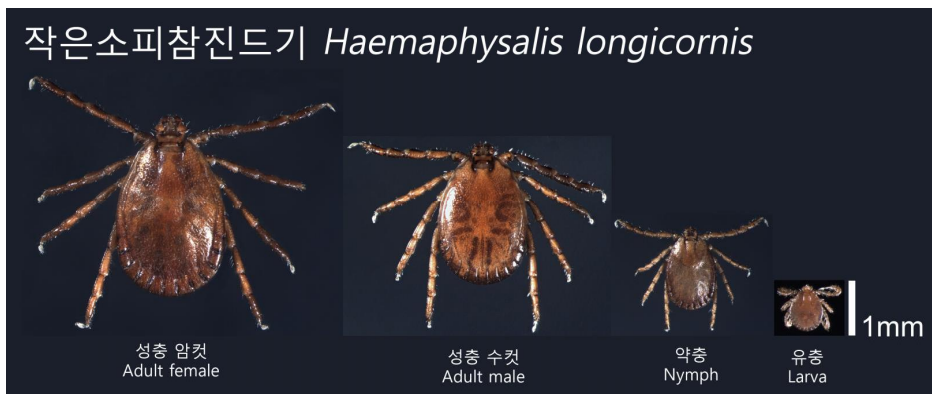 작은소피참진드기 Haemaphysalis longicornis
성충 암컷
Adult female
성충 수컷
Adult male
약충
Nymph
유충
Larva
1mm